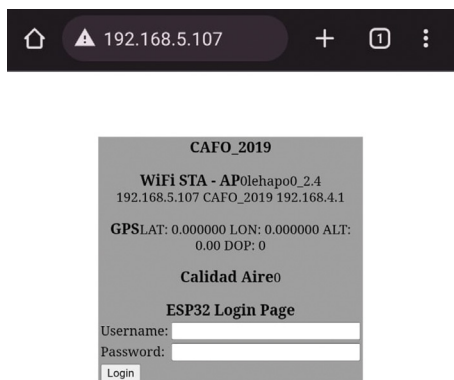 192.168.5.107
1
CAFO_2019
WiFi STA - AP0lehapo0_2.4
192.168.5.107 CAFO_2019 192.168.4.1
GPSLAT: 0.000000 LON: 0.000000 ALT:
0.00 DOP: 0
Calidad Aire0
ESP32 Login Page
Username:
Password:
Login